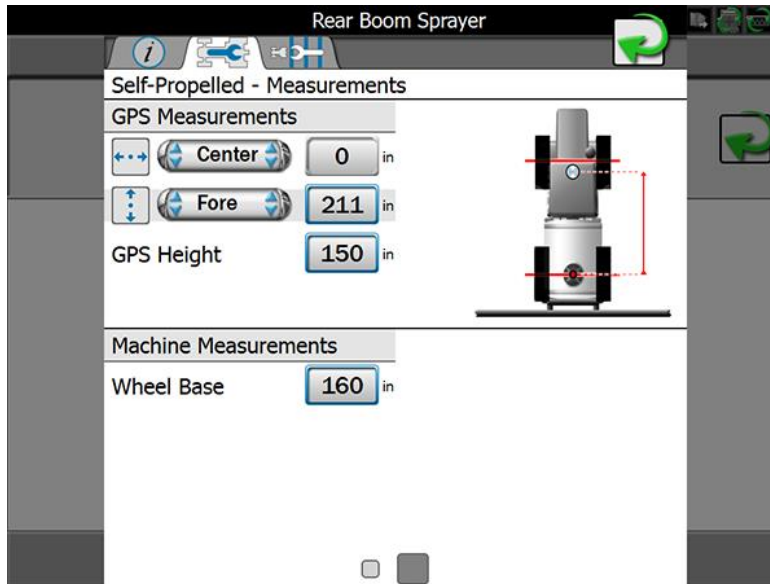 Rear Boom Sprayer
i
Self-Propelled - Measurements
GPS Measurements
Center 0 in
Fore 211 in
GPS Height 150 in
Machine Measurements
Wheel Base 160 in